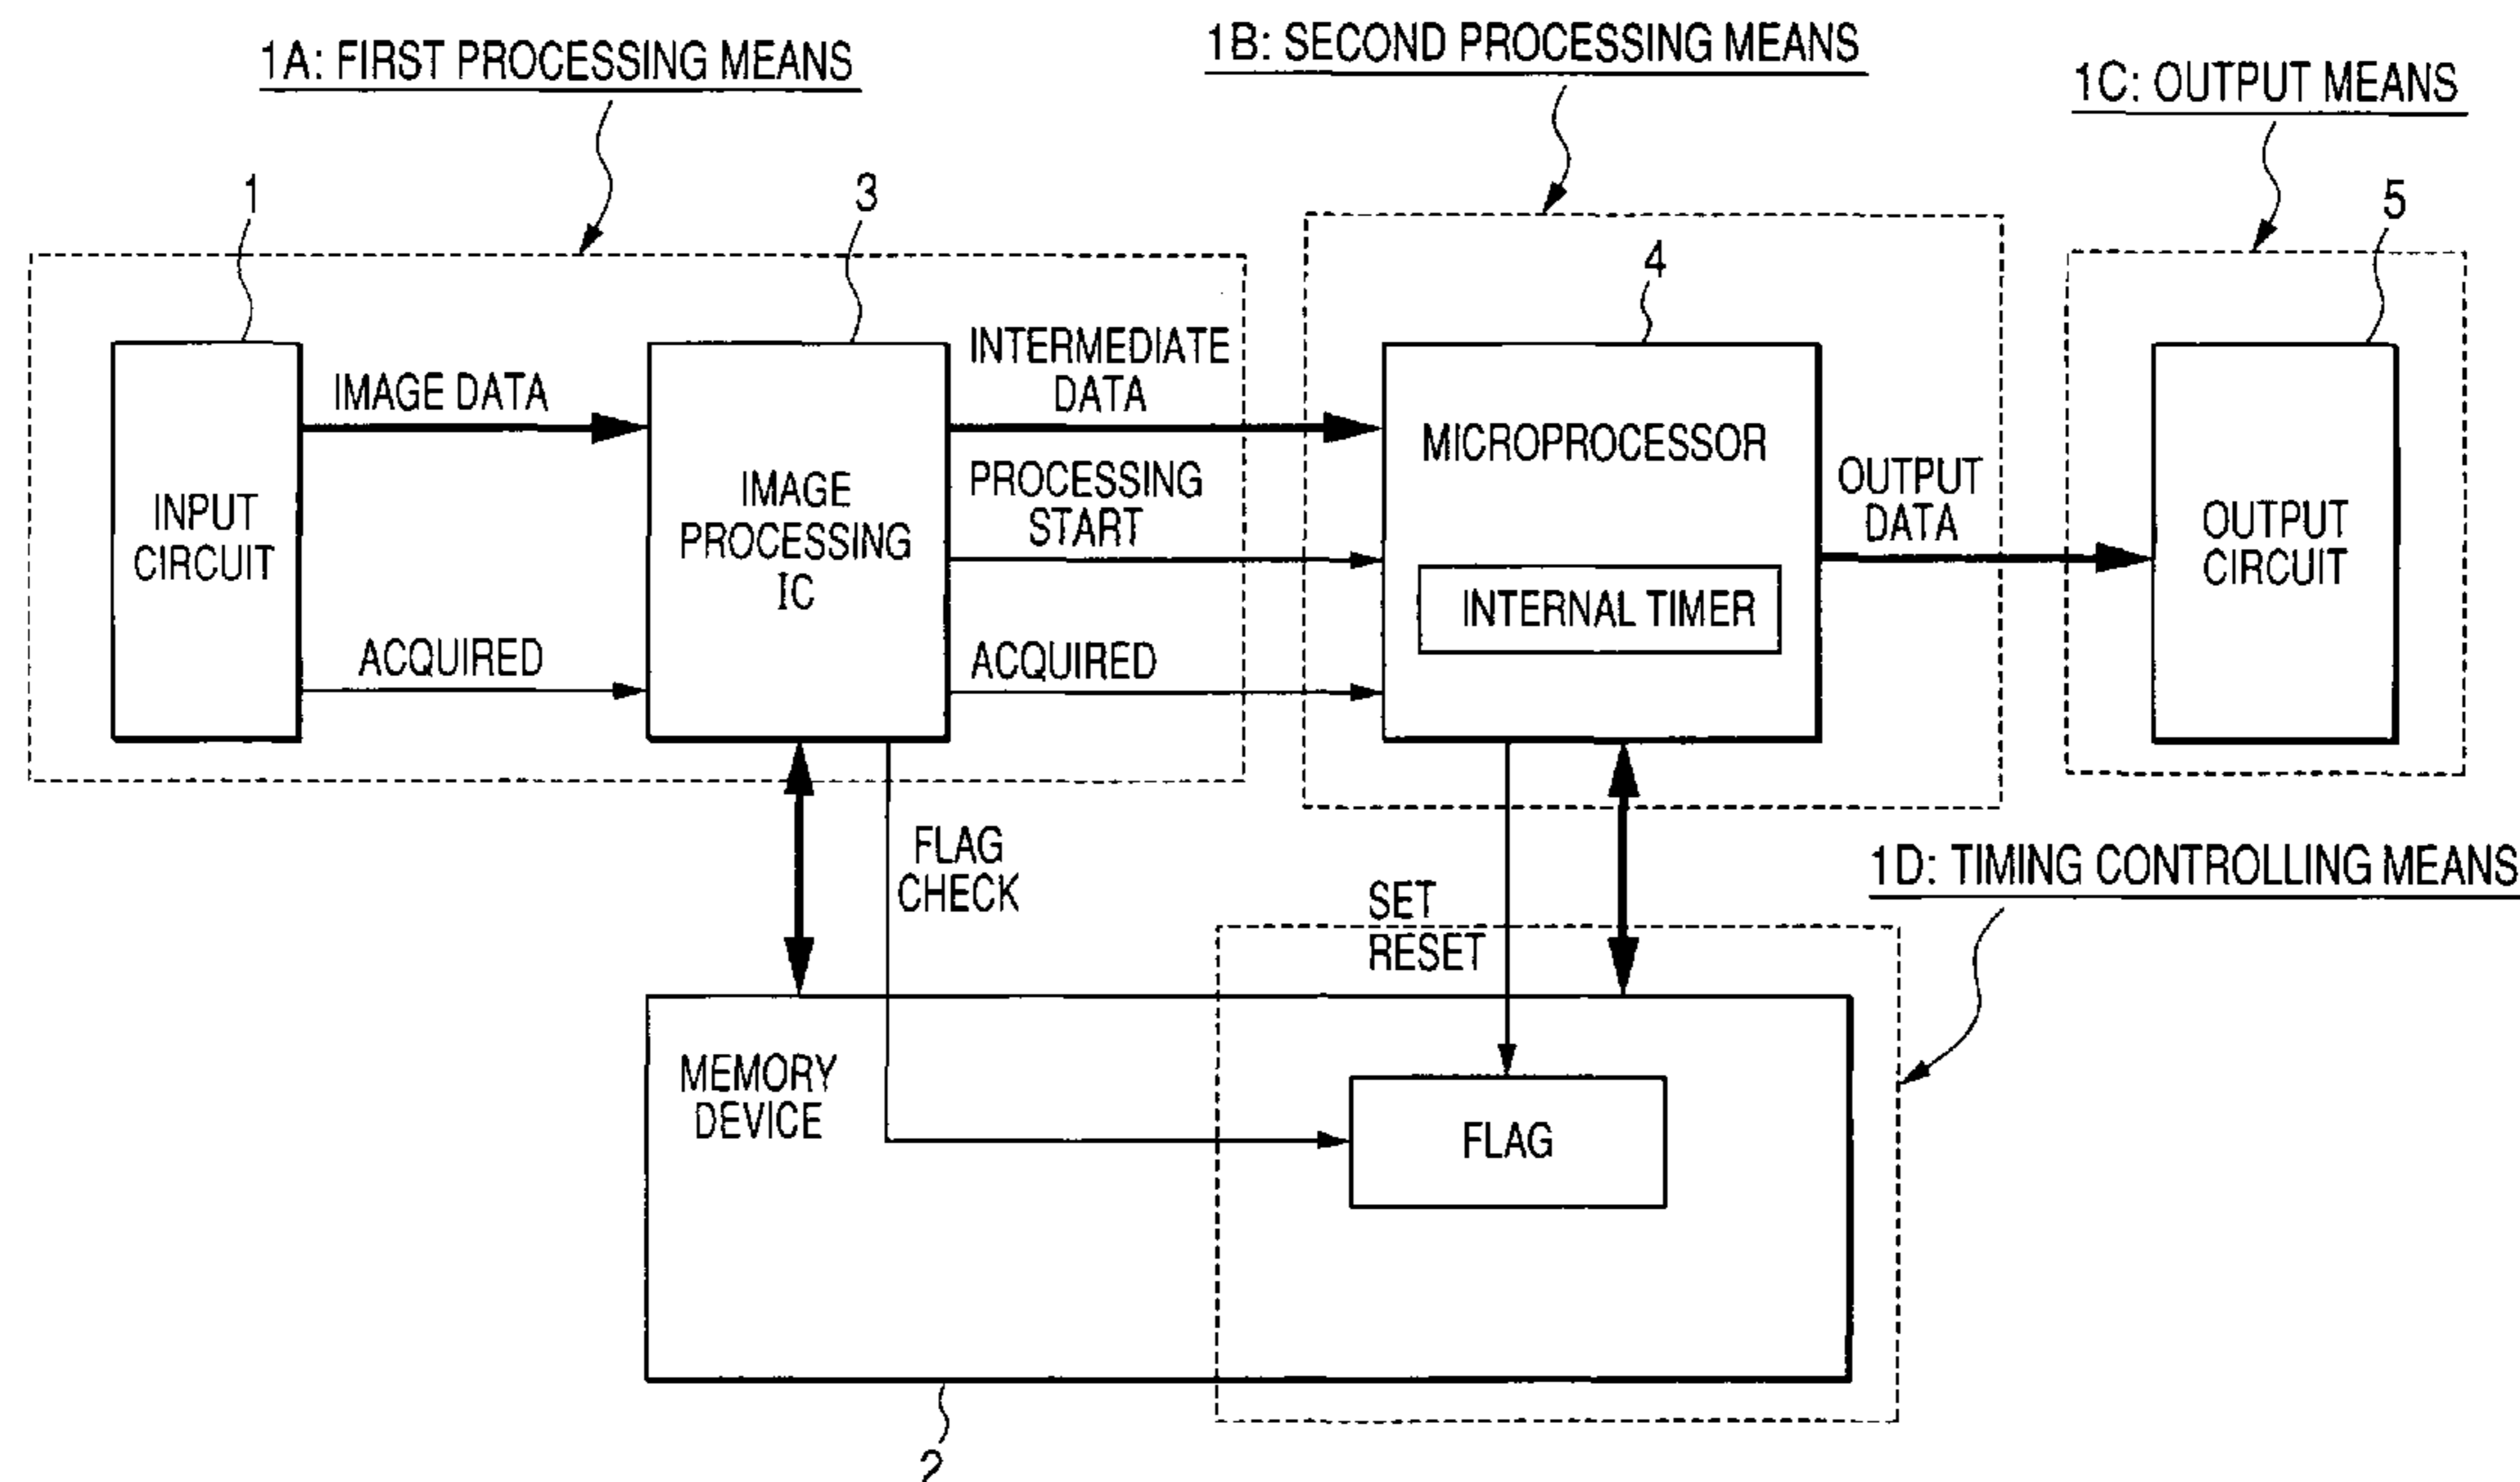 1A: FIRST PROCESSING MEANS
1B: SECOND PROCESSING MEANS
1C: OUTPUT MEANS
1
3
4
5
INPUT
CIRCUIT
IMAGE DATA
ACQUIRED
IMAGE
PROCESSING
IC
INTERMEDIATE
DATA
PROCESSING
START
ACQUIRED
MICROPROCESSOR
INTERNAL TIMER
OUTPUT
DATA
OUTPUT
CIRCUIT
FLAG
CHECK
SET
RESET
1D: TIMING CONTROLLING MEANS
MEMORY
DEVICE
FLAG
2